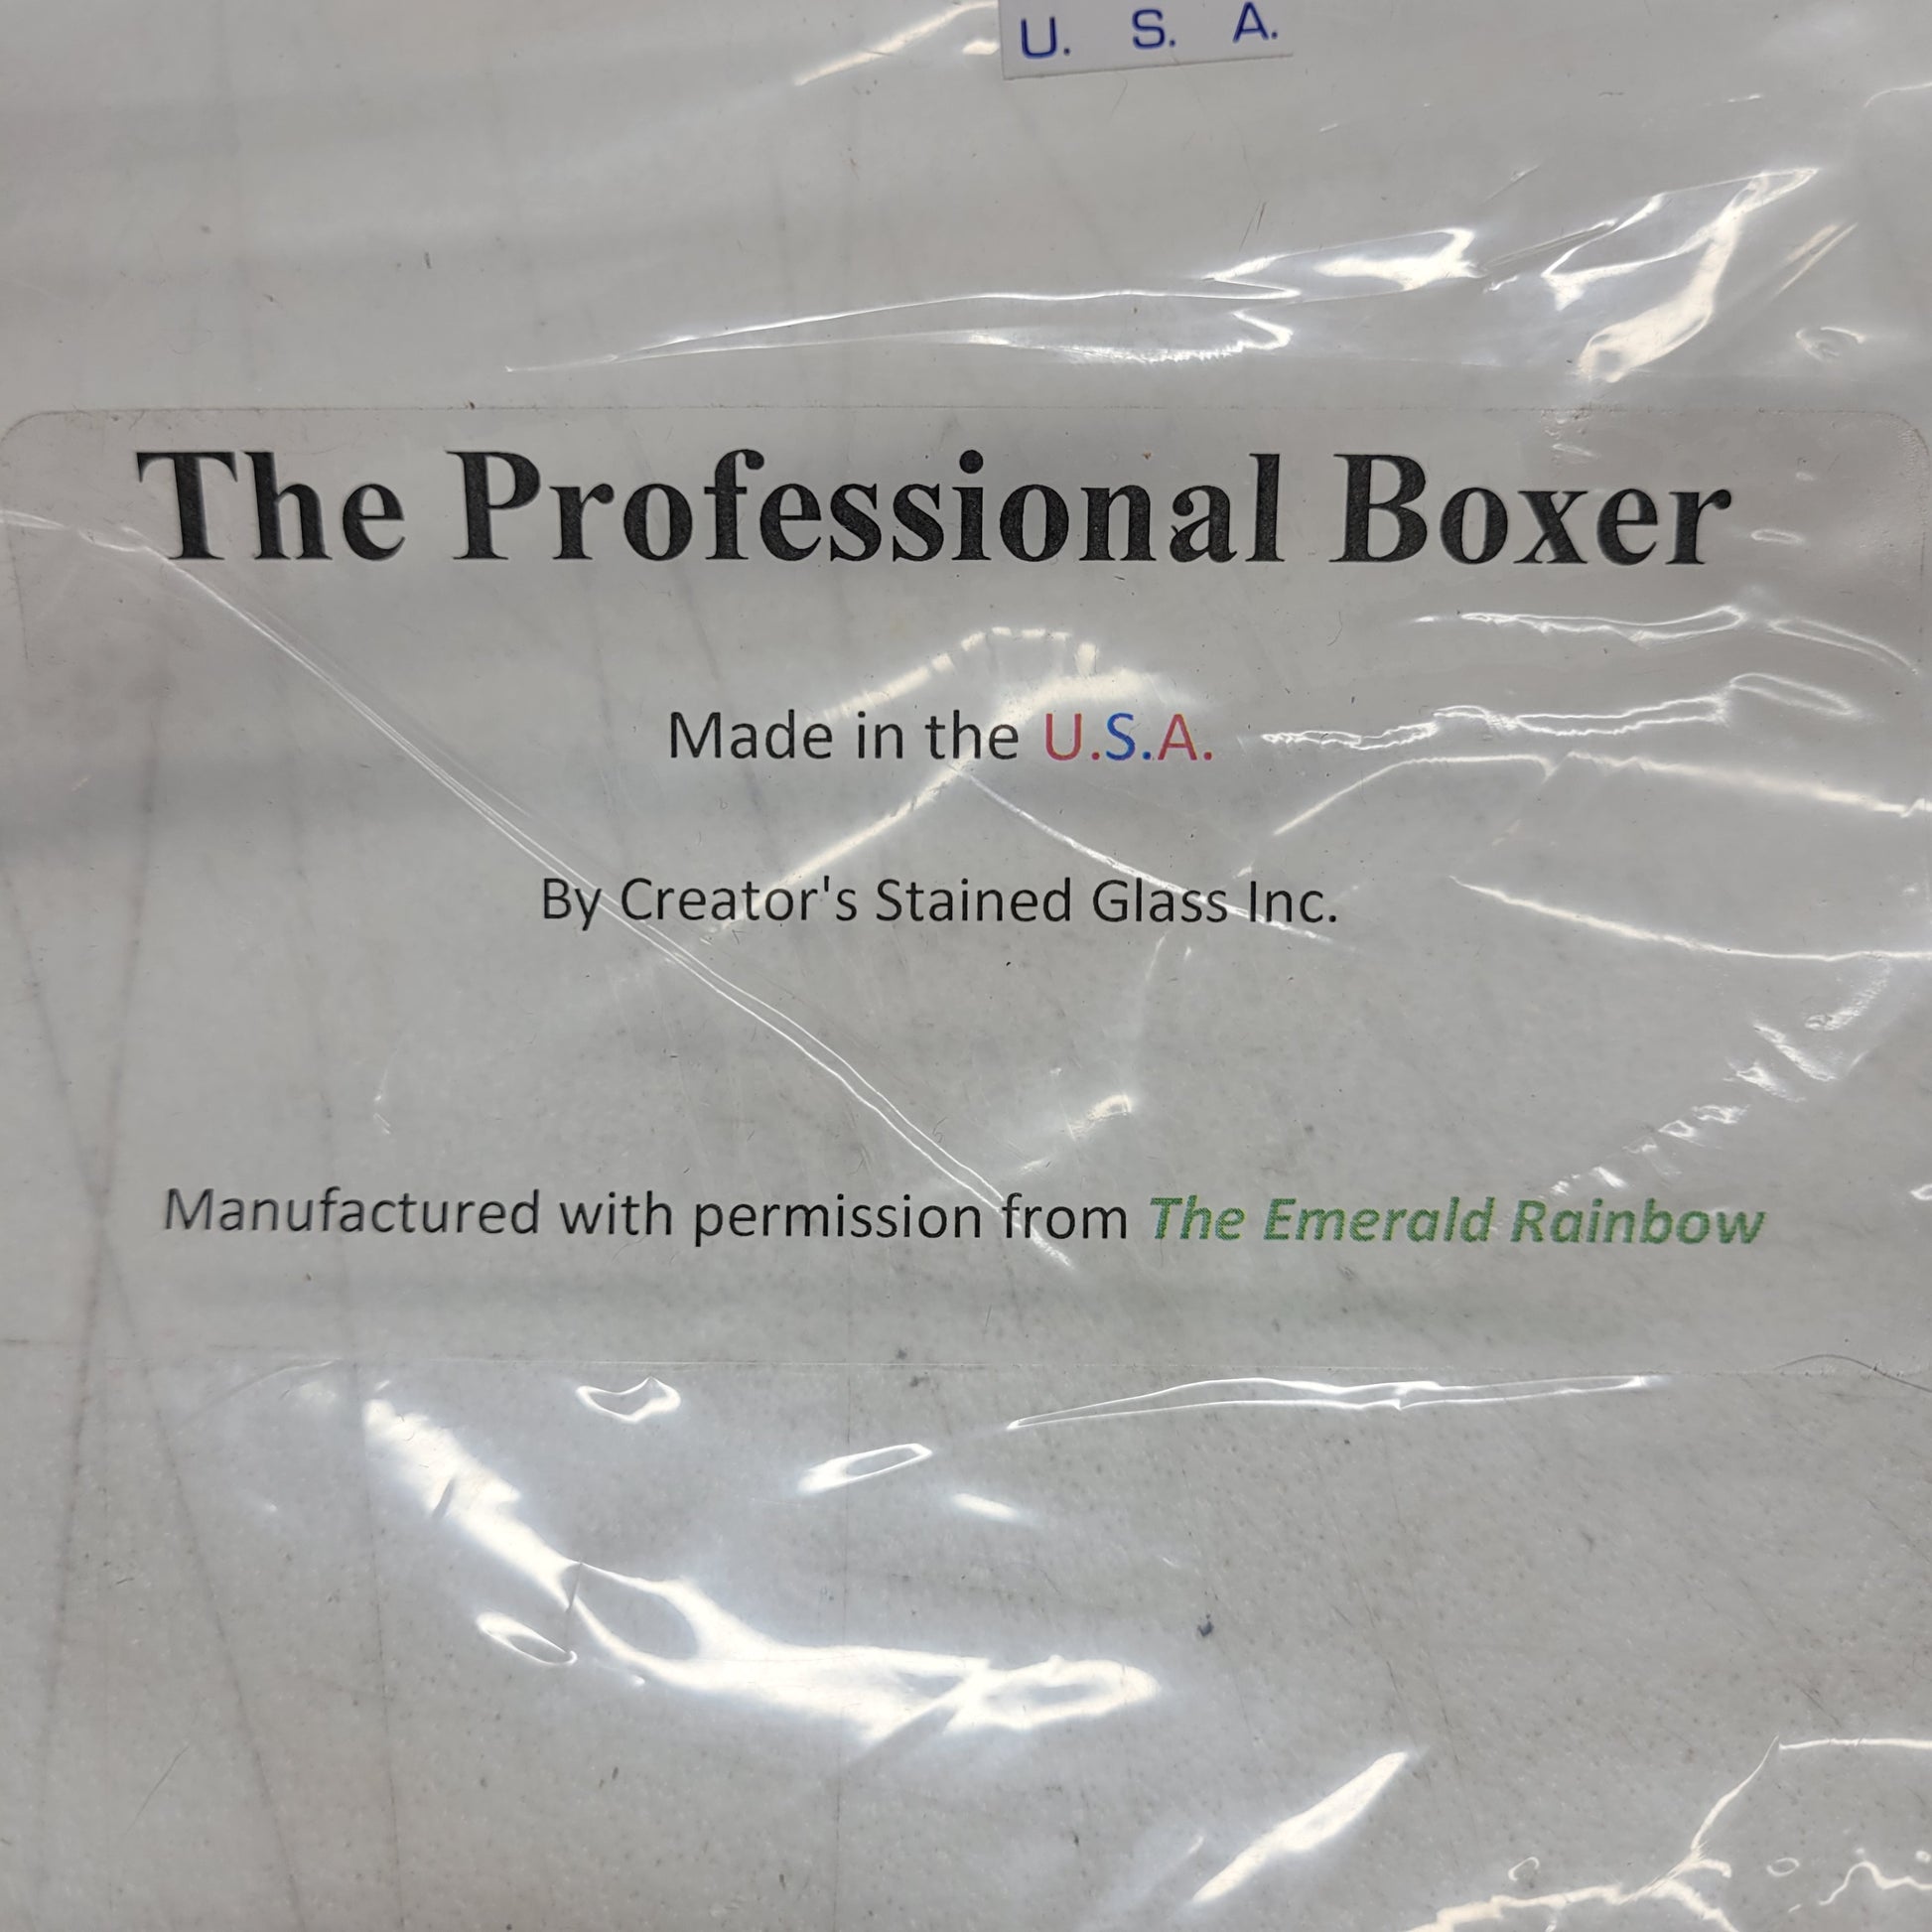 U. S. A.
The Professional Boxer
Made in the U.S.A.
By Creator's Stained Glass Inc.
Manufactured with permission from The Emerald Rainbow